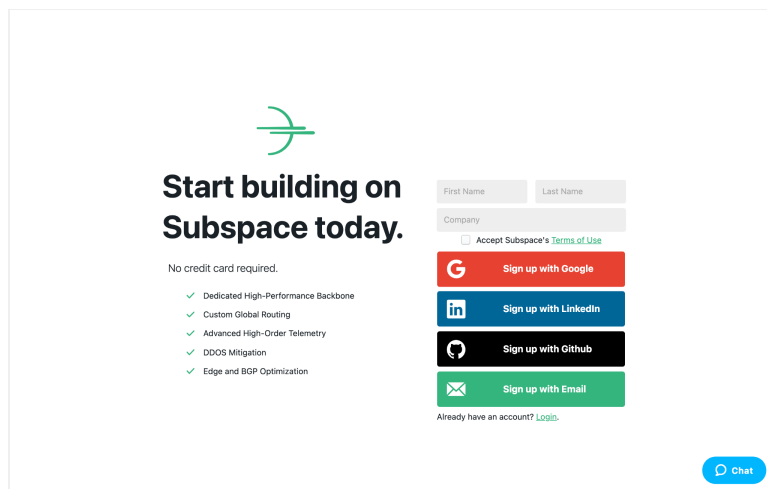 Start building on
Subspace today.
No credit card required.
Dedicated High-Performance Backbone
Custom Global Routing
Advanced High-Order Telemetry
DDOS Mitigation
Edge and BGP Optimization
First Name
Last Name
Company
Accept Subspace's Terms of Use
Sign up with Google
Sign up with LinkedIn
Sign up with Github
Sign up with Email
Already have an account? Login.
Chat